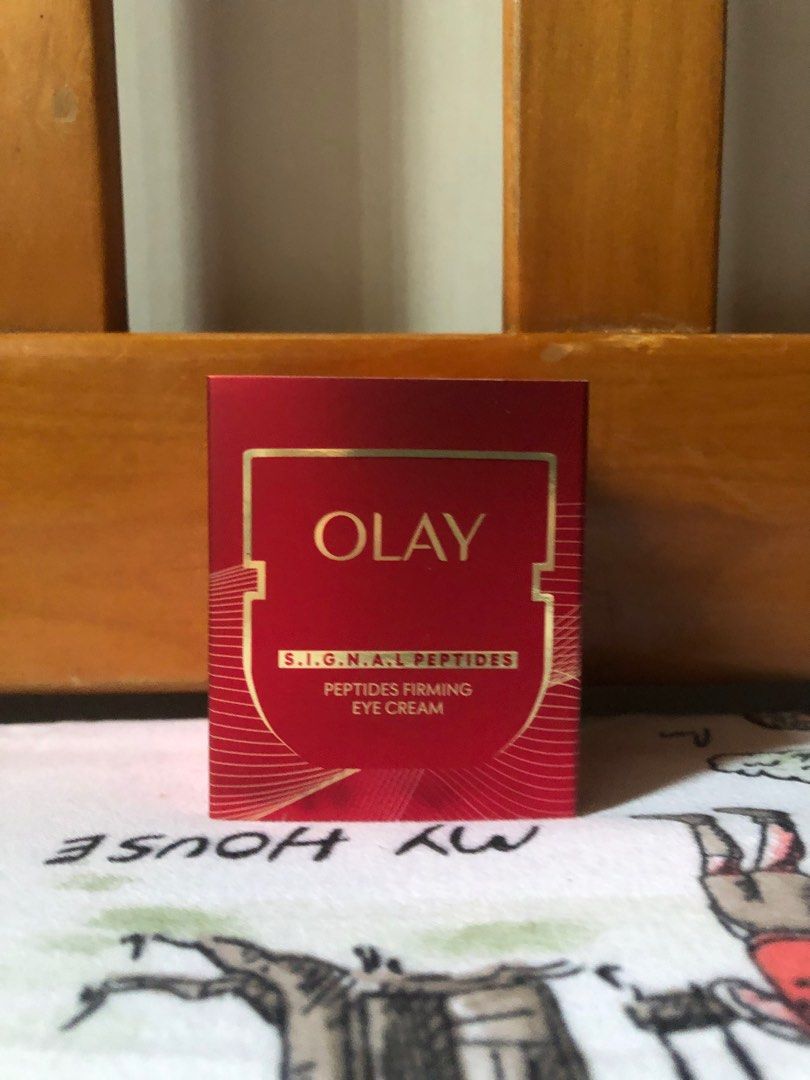 OLAY
S.I.G.N.A.L PEPTIDES
PEPTIDES FIRMING
EYE CREAM
MY HOUSE